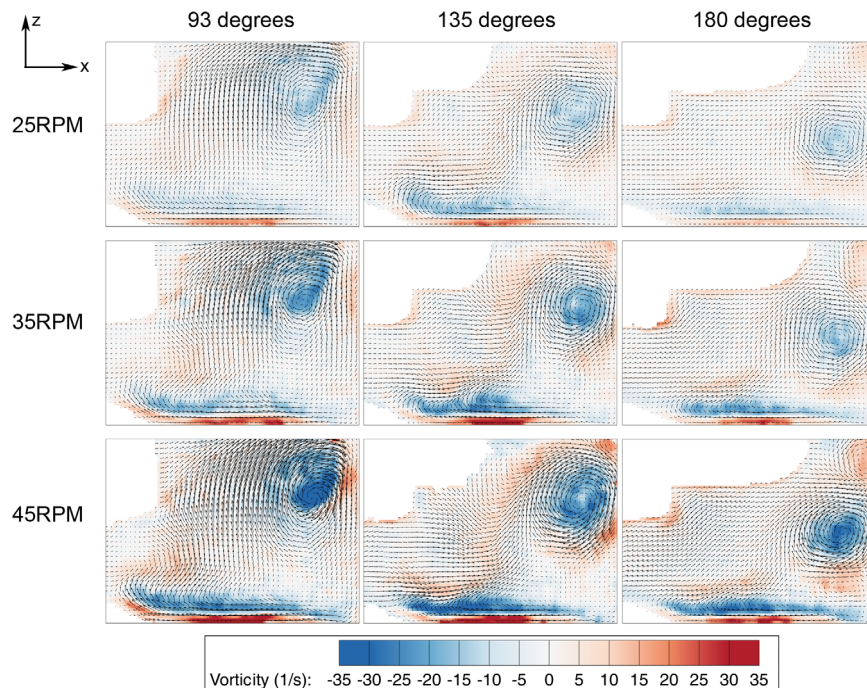 93 degrees 135 degrees 180 degrees
z
x
25RPM
35RPM
45RPM
Vorticity (1/s): -35 -30 -25 -20 -15 -10 -5 0 5 10 15 20 25 30 35